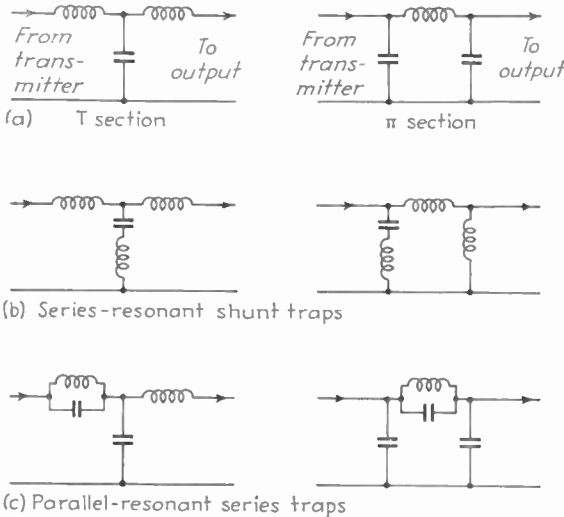 From
trans-
mitter
To
output
From
trans-
mitter
To
output
(a) T section
π section
(b) Series-resonant shunt traps
(c) Parallel-resonant series traps